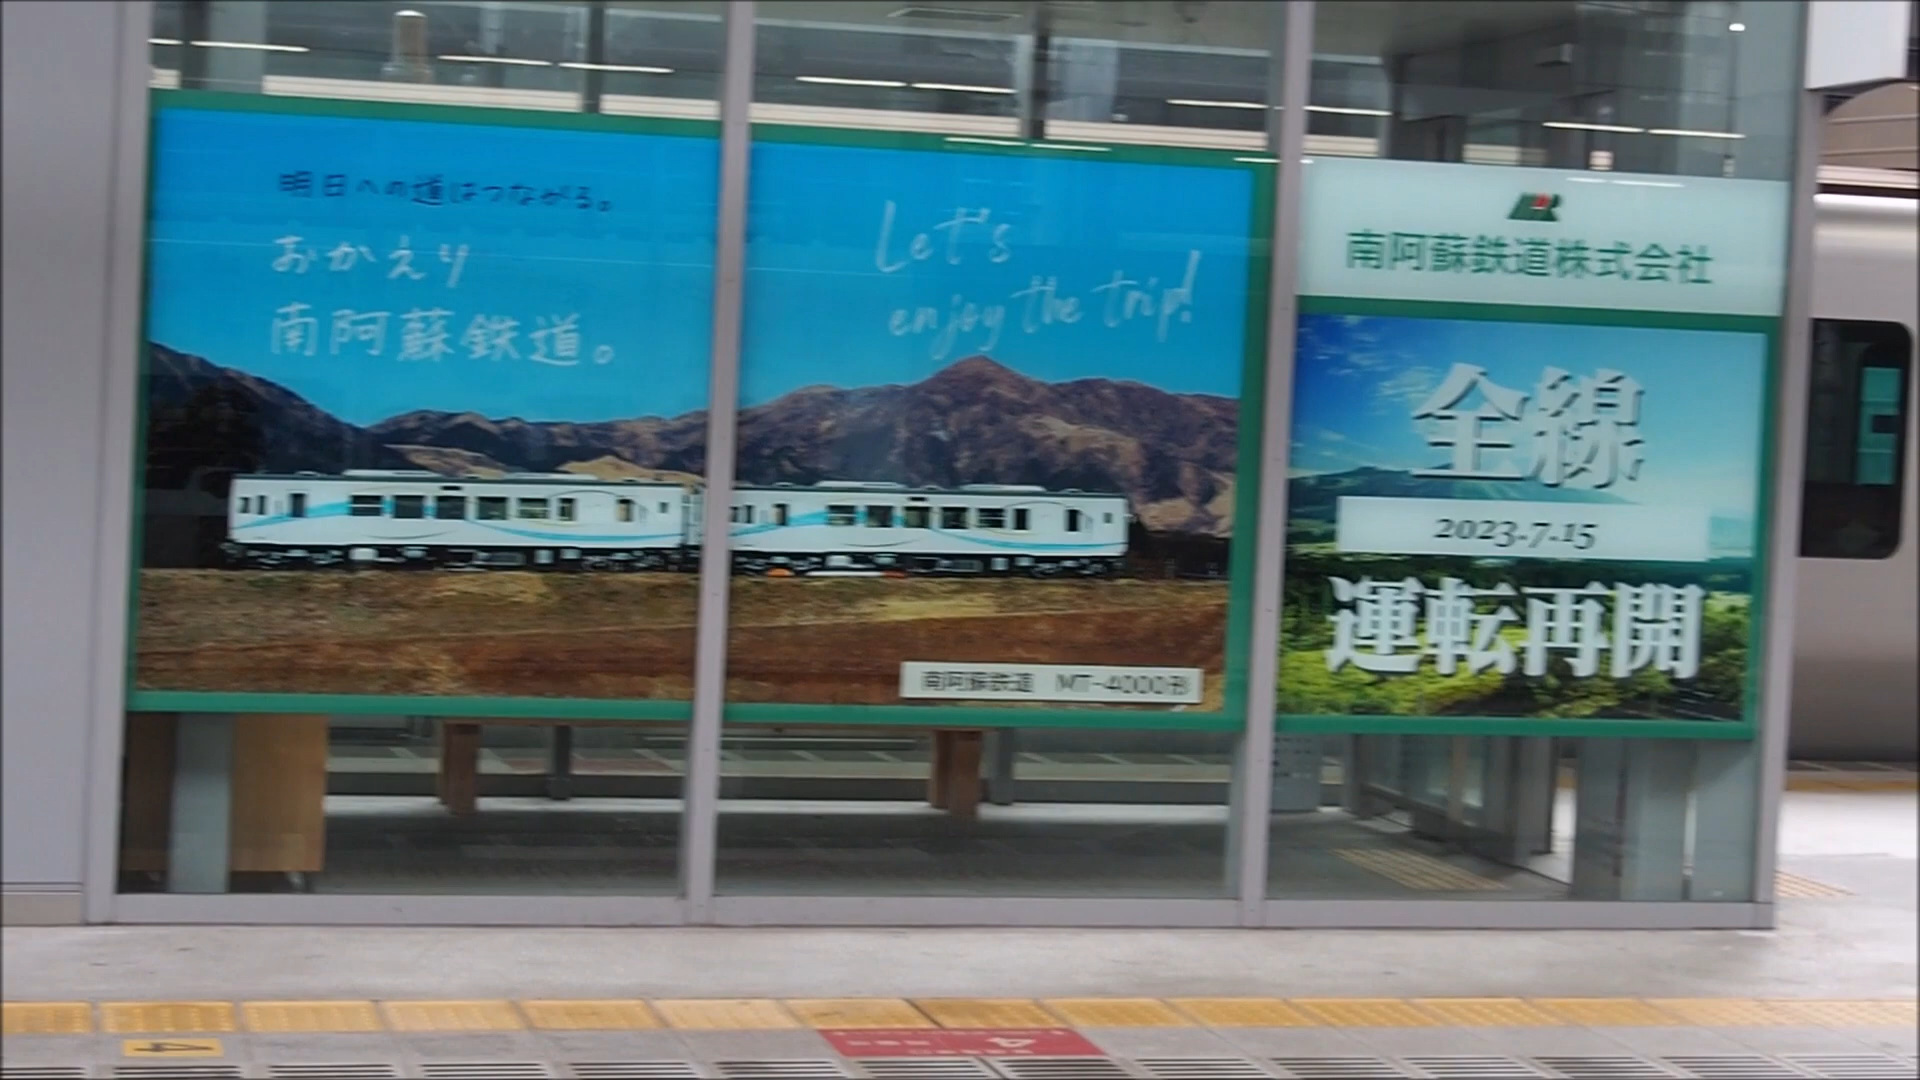 明日への道はつながる。
おかえり
南阿蘇鉄道。
Let's
enjoy the trip!
南阿蘇鉄道 MT-4000形
南阿蘇鉄道株式会社
全線
2023.7.15
運転再開
4